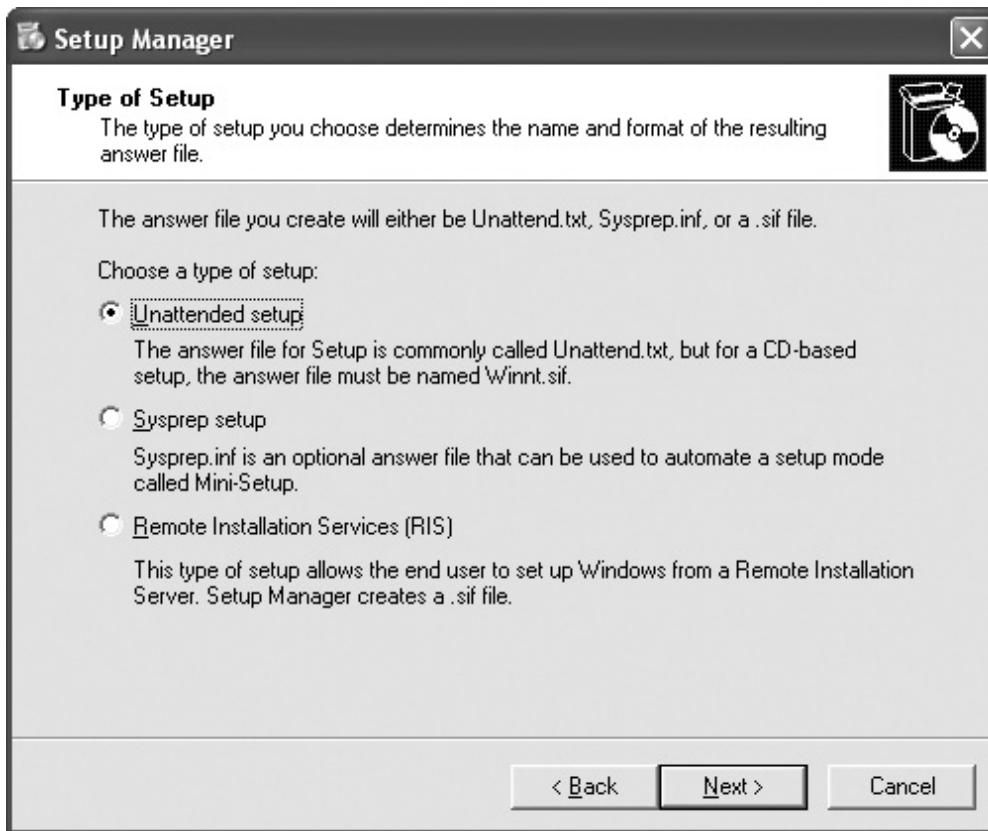 Setup Manager
Type of Setup
The type of setup you choose determines the name and format of the resulting
answer file.
The answer file you create will either be Unattend.txt, Sysprep.inf, or a .sif file.
Choose a type of setup:
Unattended setup
The answer file for Setup is commonly called Unattend.txt, but for a CD-based
setup, the answer file must be named Winnt.sif.
Sysprep setup
Sysprep.inf is an optional answer file that can be used to automate a setup mode
called Mini-Setup.
Remote Installation Services (RIS)
This type of setup allows the end user to set up Windows from a Remote Installation
Server. Setup Manager creates a .sif file.
< Back Next > Cancel